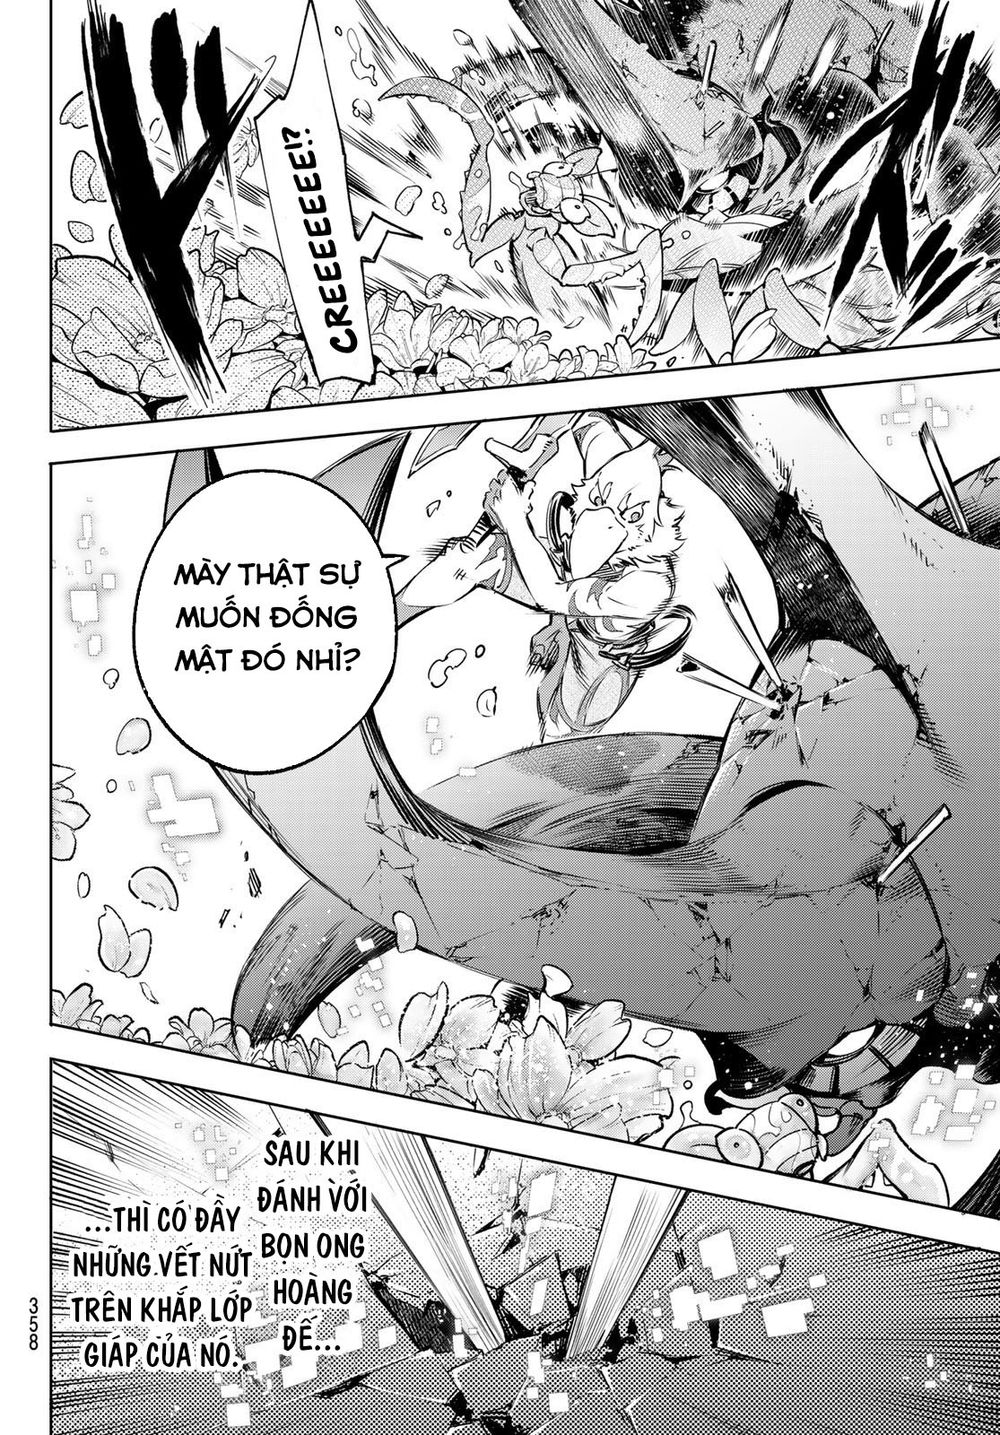 CREEEEEE!?
MÀY THẬT SỰ
MUỐN ĐỐNG
MẬT ĐÓ NHỈ?
SAU KHI
ĐÁNH VỚI
BỌN ONG
HOÀNG
ĐẾ...
...THÌ CÓ ĐẦY
NHỮNG VẾT NỨT
TRÊN KHẮP LỚP
GIÁP CỦA NÓ.
358